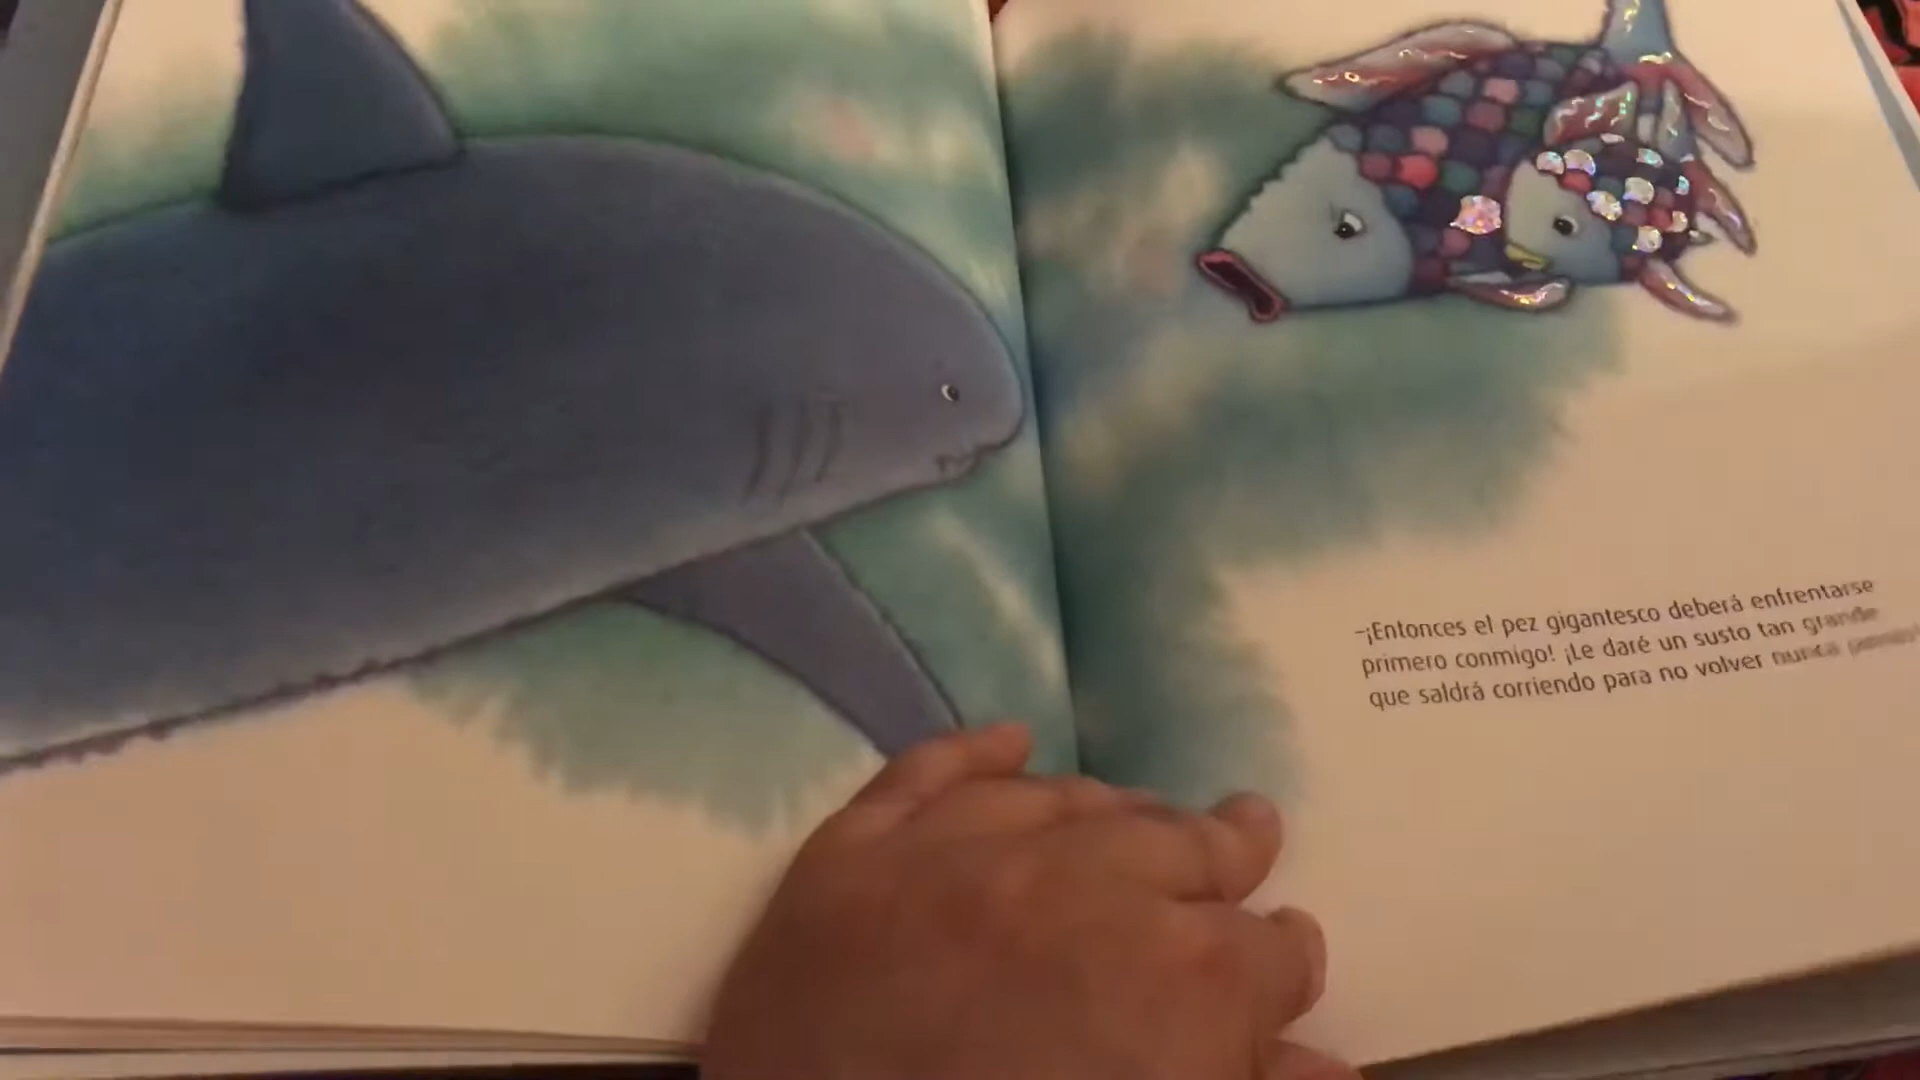 –¡Entonces el pez gigantesco deberá enfrentarse
primero conmigo! ¡Le daré un susto tan grande
que saldrá corriendo para no volver nunca